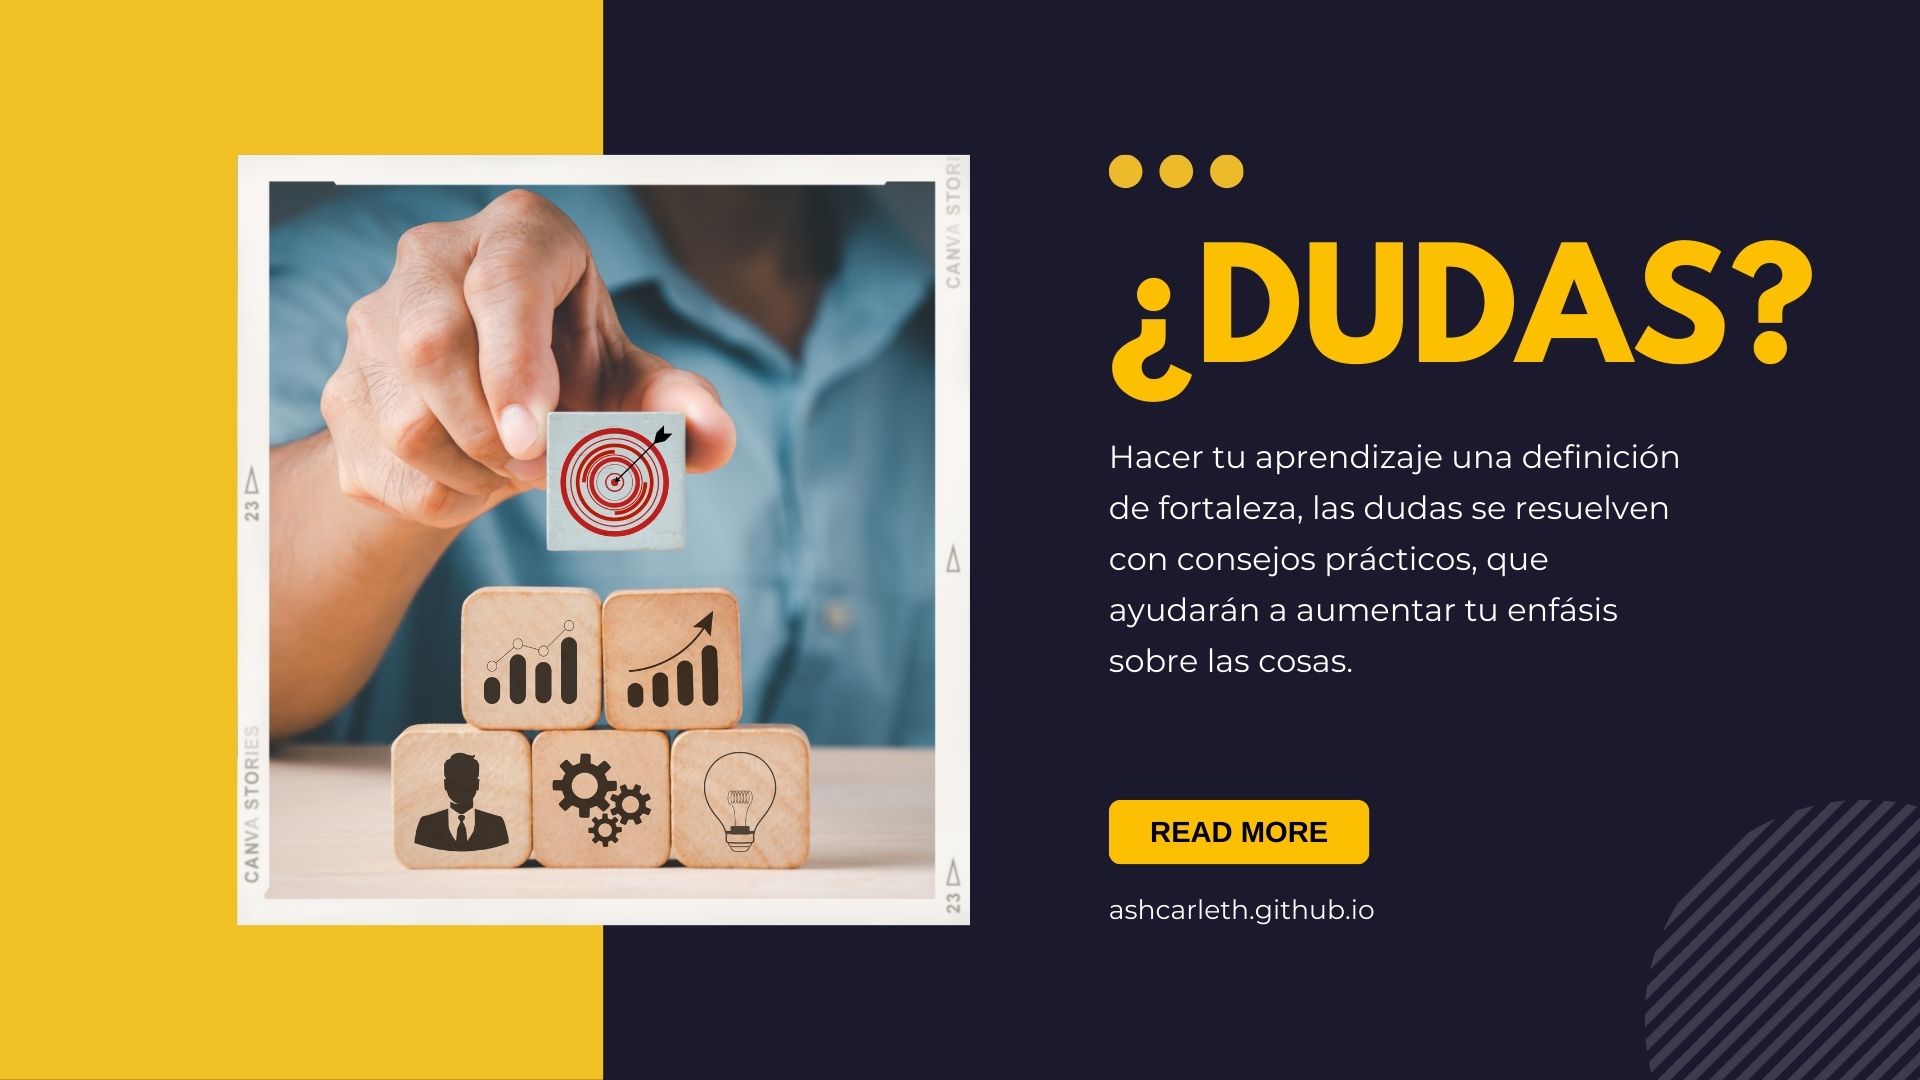 CANVA STORI
23
CANVA STORIES
23
¿DUDAS?
Hacer tu aprendizaje una definición
de fortaleza, las dudas se resuelven
con consejos prácticos, que
ayudarán a aumentar tu enfásis
sobre las cosas.
READ MORE
ashcarleth.github.io